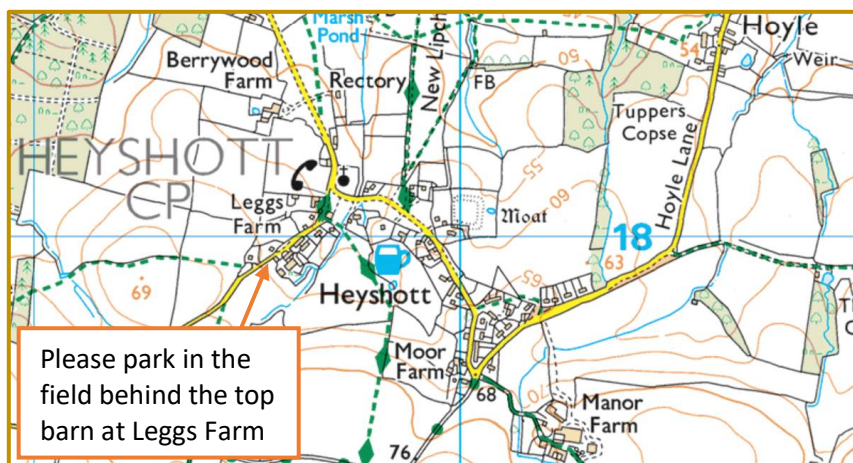 Marsh
Pond
Berrywood
Farm
Rectory
New Lipch
FB
50
54
Hoyle
Weir
Tuppers
Copse
HEYSHOTT
CP
Leggs
Farm
55
60
Moat
Hoyle Lane
18
63
65
69
Heyshott
Moor
Farm
68
70
Manor
Farm
76
Please park in the
field behind the top
barn at Leggs Farm